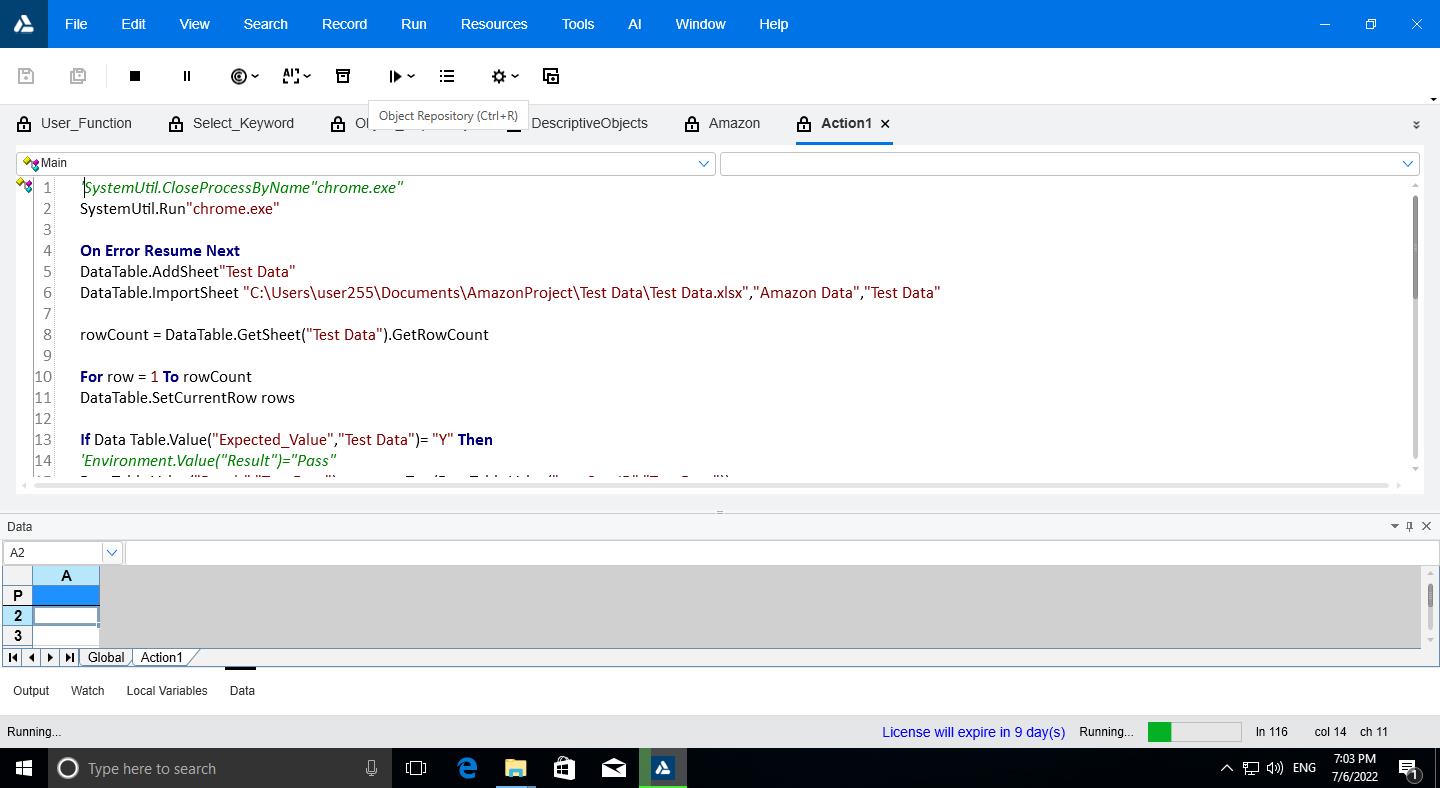 File Edit View Search Record Run Resources Tools AI Window Help
AI
Object Repository (Ctrl+R)
User_Function Select_Keyword DescriptiveObjects Amazon Action1
Main
1 'SystemUtil.CloseProcessByName"chrome.exe"
2 SystemUtil.Run"chrome.exe"
3
4 On Error Resume Next
5 DataTable.AddSheet"Test Data"
6 DataTable.ImportSheet "C:\Users\user255\Documents\AmazonProject\Test Data\Test Data.xlsx","Amazon Data","Test Data"
7
8 rowCount = DataTable.GetSheet("Test Data").GetRowCount
9
10 For row = 1 To rowCount
11 DataTable.SetCurrentRow rows
12
13 If Data Table.Value("Expected_Value","Test Data")= "Y" Then
14 'Environment.Value("Result")="Pass"
Data
A2
A
P
2
3
Global Action1
Output Watch Local Variables Data
Running... License will expire in 9 day(s) Running... ln 116 col 14 ch 11
Type here to search ENG 7:03 PM
7/6/2022
1